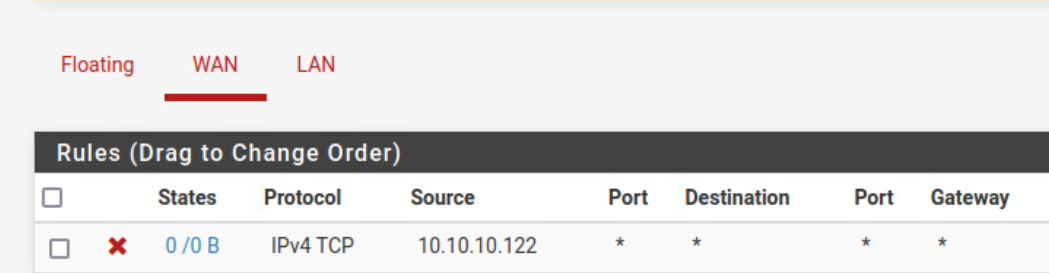 Floating WAN LAN
Rules (Drag to Change Order)
States Protocol Source Port Destination Port Gateway
0 /0 B IPv4 TCP 10.10.10.122 * * * *